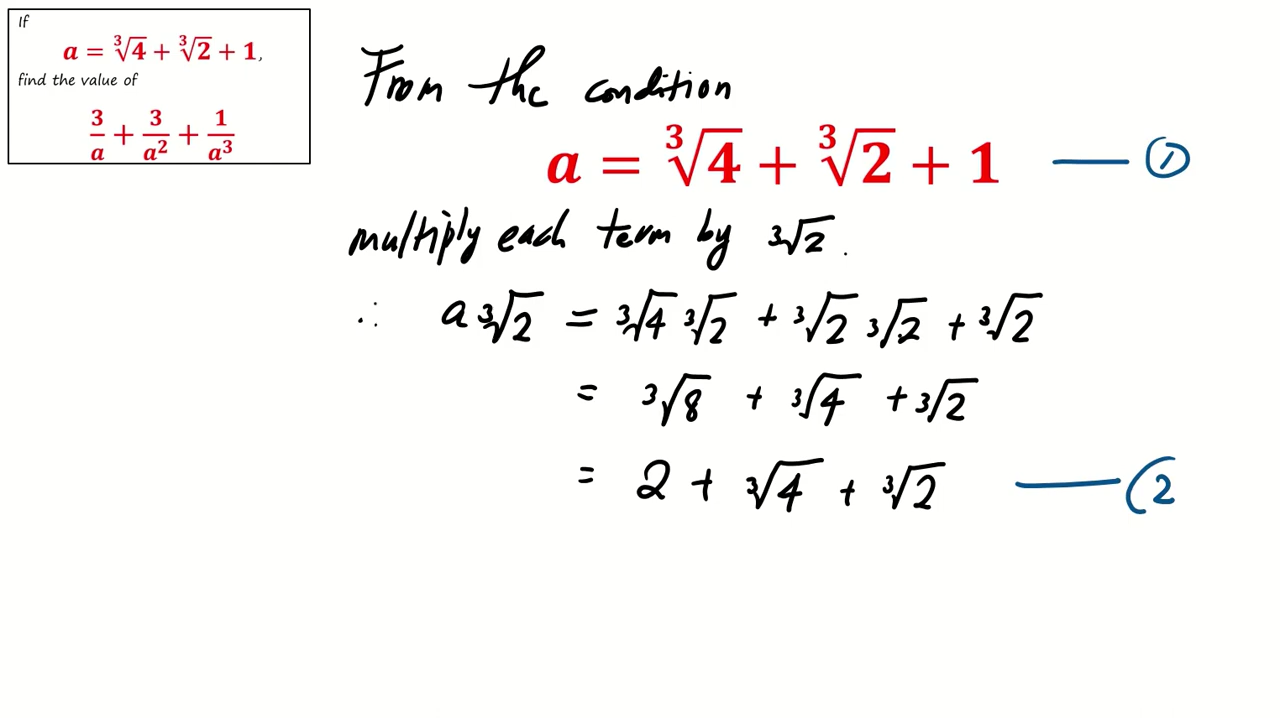 If
a = ∛4 + ∛2 + 1,
find the value of
3/a + 3/a² + 1/a³
From the condition
a = ∛4 + ∛2 + 1 — ①
multiply each term by ∛2.
∴ a∛2 = ∛4 ∛2 + ∛2 ∛2 + ∛2
= ∛8 + ∛4 + ∛2
= 2 + ∛4 + ∛2 — (2